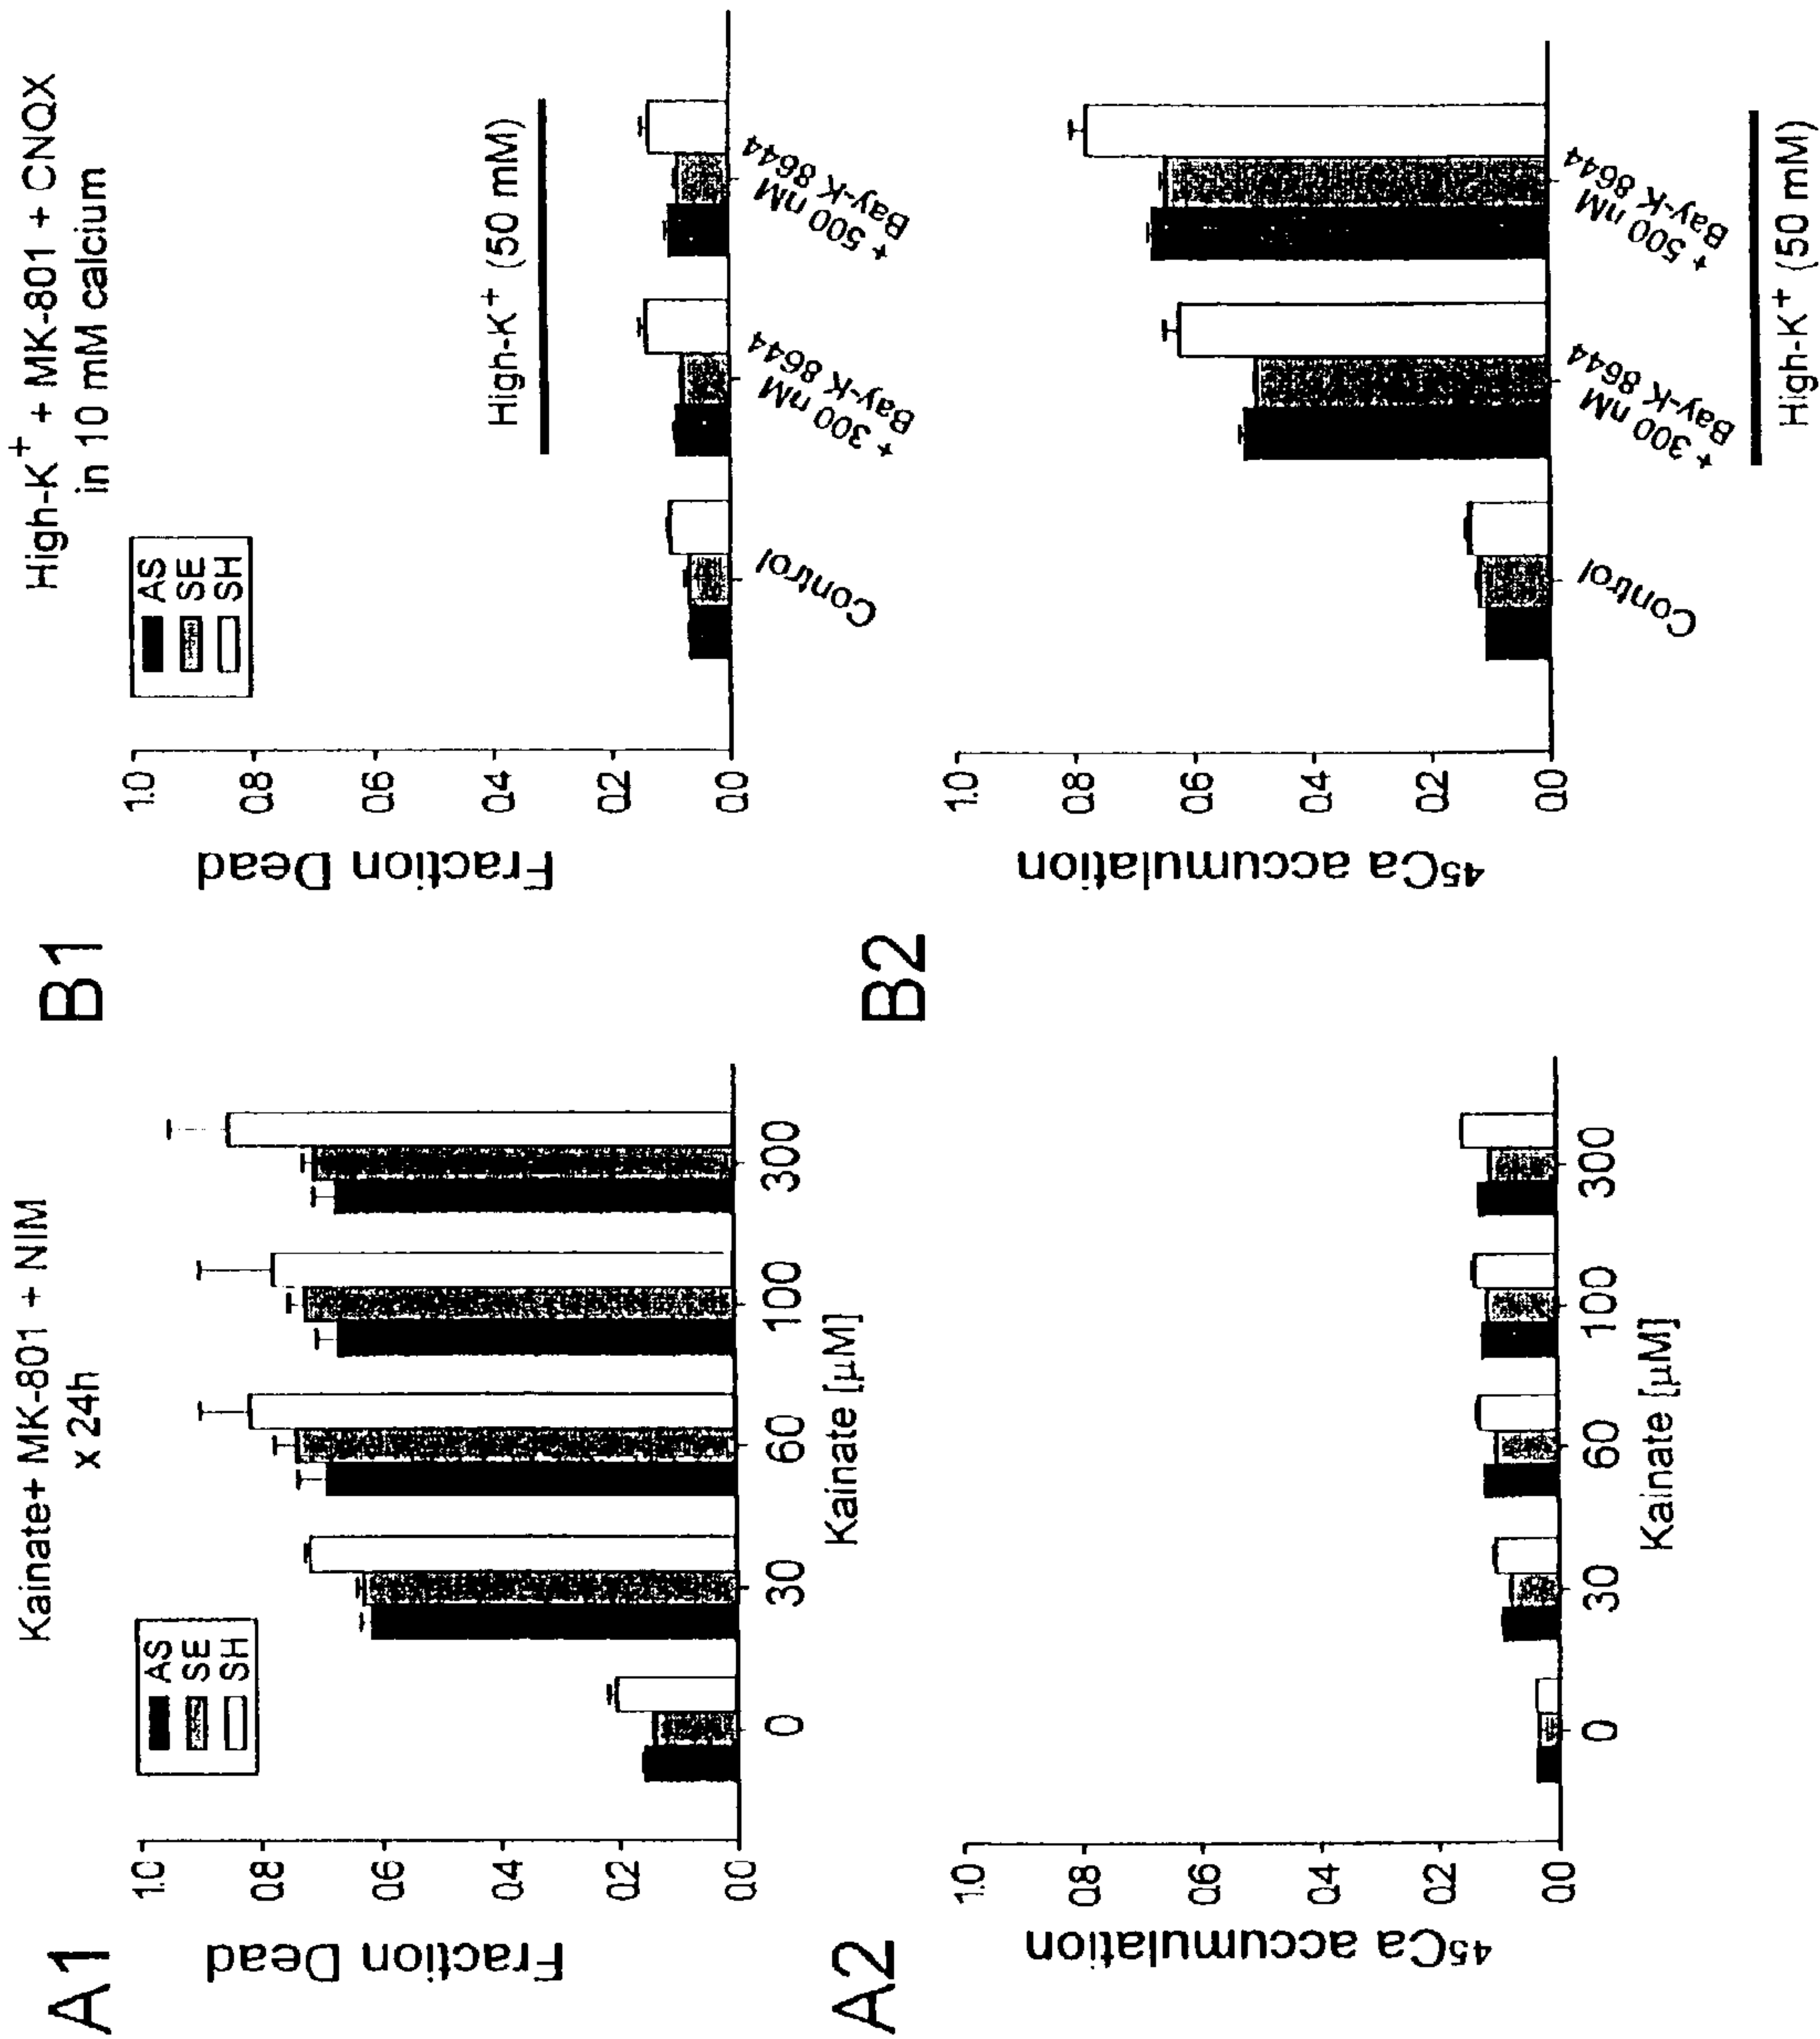 A1
Kainate+ MK-801 + NIM
x 24h
AS
SE
SH
Fraction Dead
1.0
0.8
0.6
0.4
0.2
0.0
0 30 60 100 300
Kainate [µM]
B1
High-K+ + MK-801 + CNQX
in 10 mM calcium
AS
SE
SH
High-K+ (50 mM)
Fraction Dead
1.0
0.8
0.6
0.4
0.2
0.0
Control
+ 300 nM
Bay-K 8644
+ 500 nM
Bay-K 8644
A2
45Ca accumulation
1.0
0.8
0.6
0.4
0.2
0.0
0 30 60 100 300
Kainate [µM]
B2
45Ca accumulation
1.0
0.8
0.6
0.4
0.2
0.0
Control
+ 300 nM
Bay-K 8644
+ 500 nM
Bay-K 8644
High-K+ (50 mM)